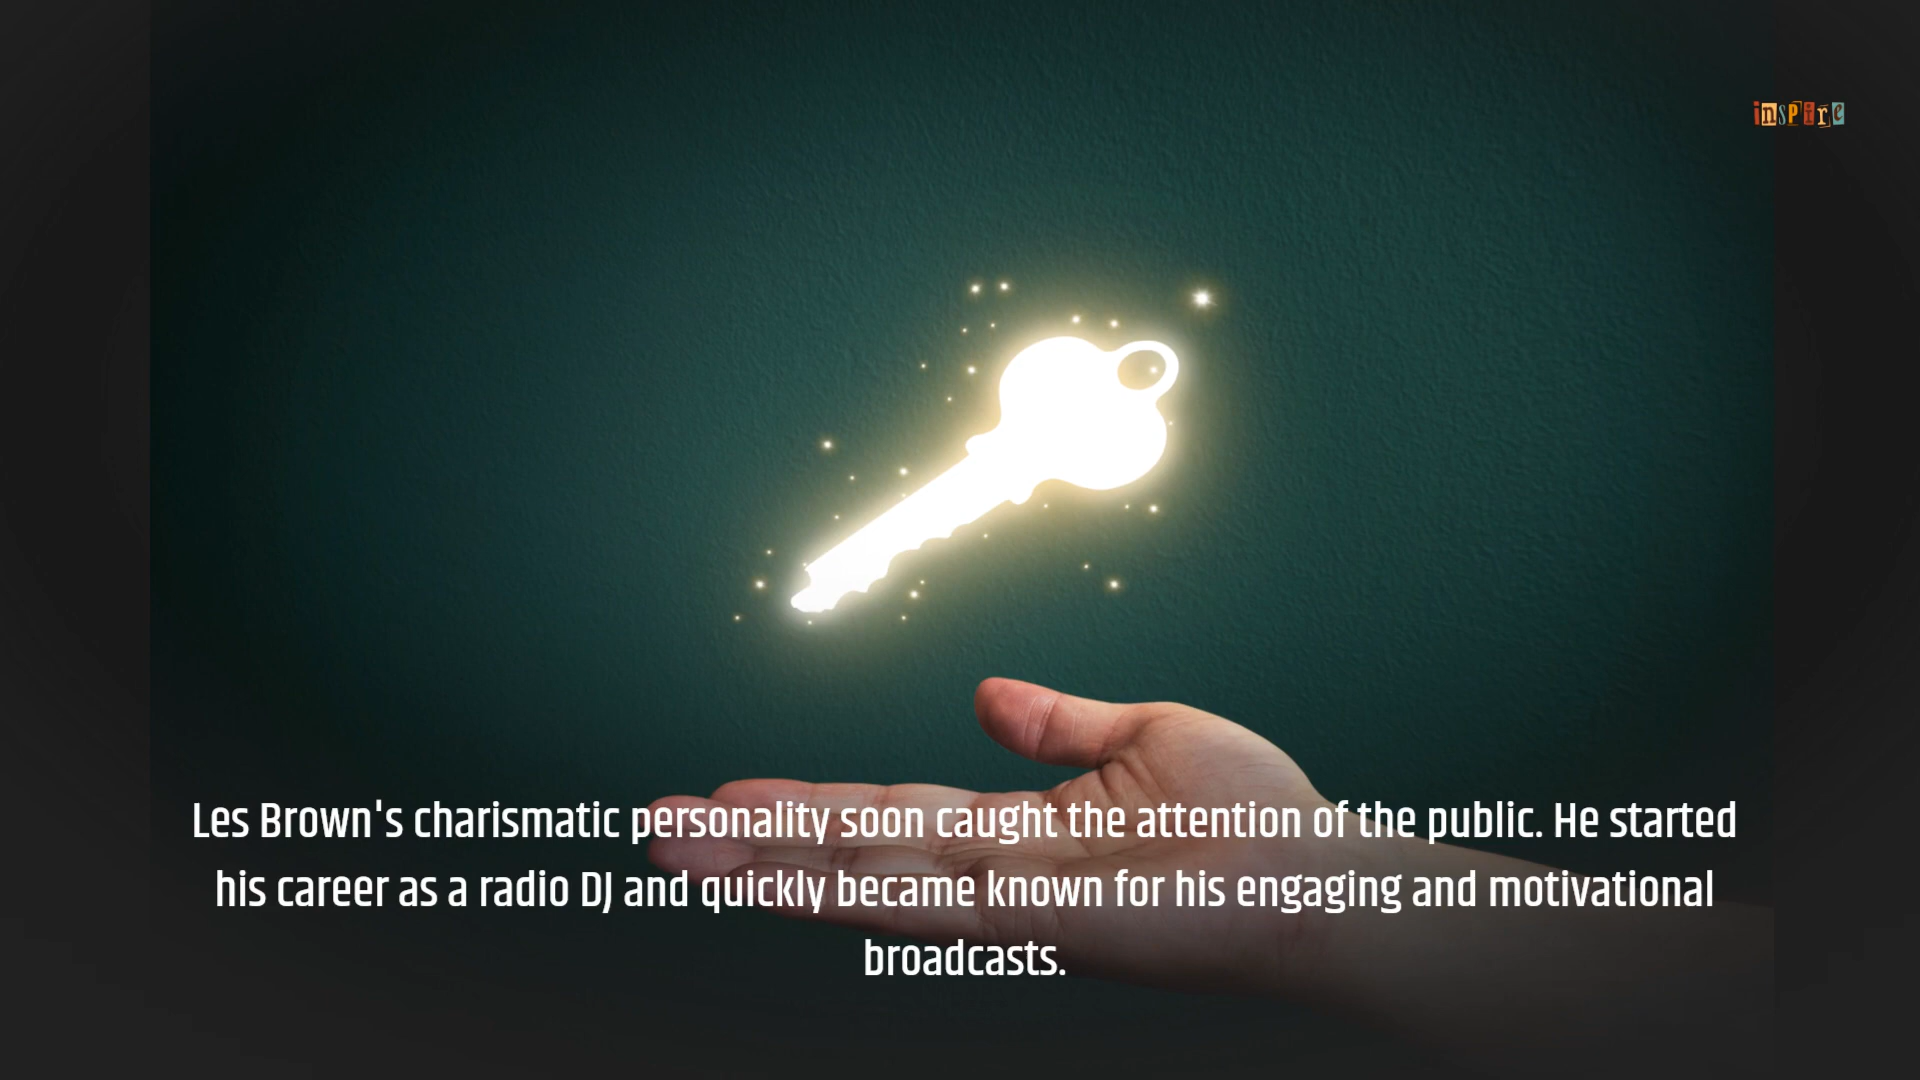 inspire
Les Brown's charismatic personality soon caught the attention of the public. He started
his career as a radio DJ and quickly became known for his engaging and motivational
broadcasts.